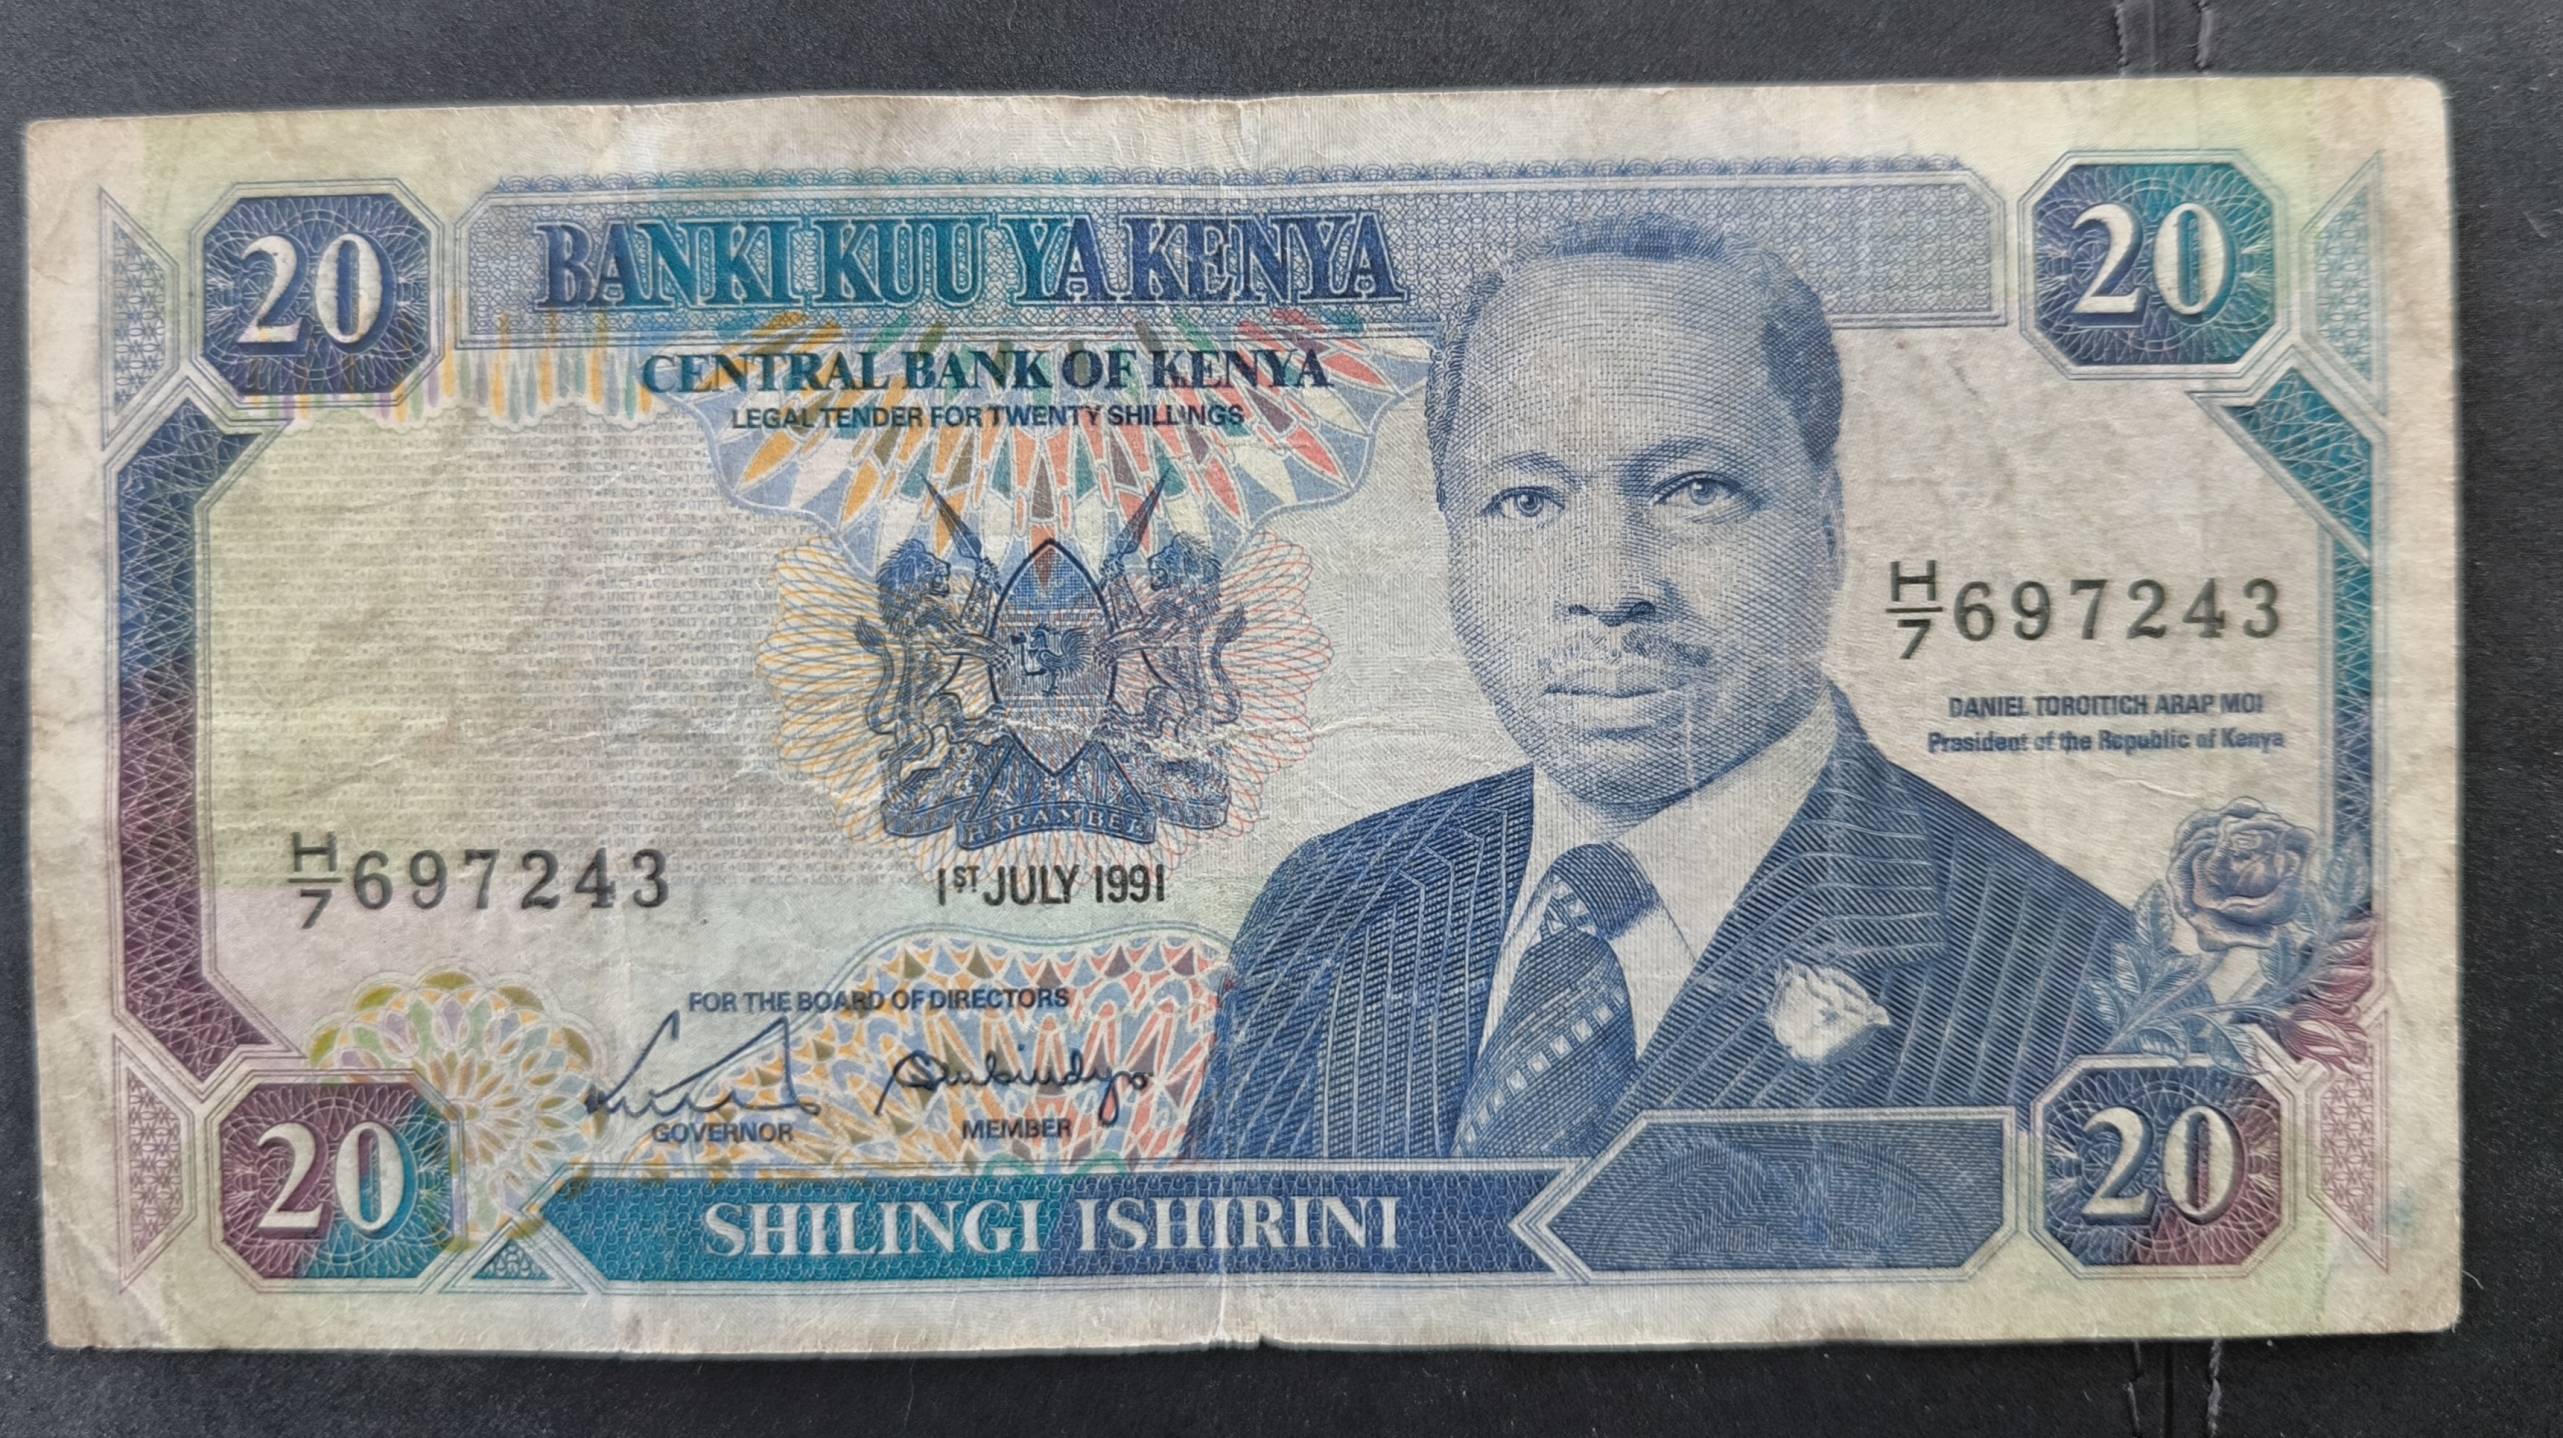 20
BANKI KUU YA KENYA
20
CENTRAL BANK OF KENYA
LEGAL TENDER FOR TWENTY SHILLINGS
H/7 697243
DANIEL TOROITICH ARAP MOI
President of the Republic of Kenya
HARAMBEE
H/7 697243
1ST JULY 1991
FOR THE BOARD OF DIRECTORS
GOVERNOR
MEMBER
20
SHILINGI ISHIRINI
20